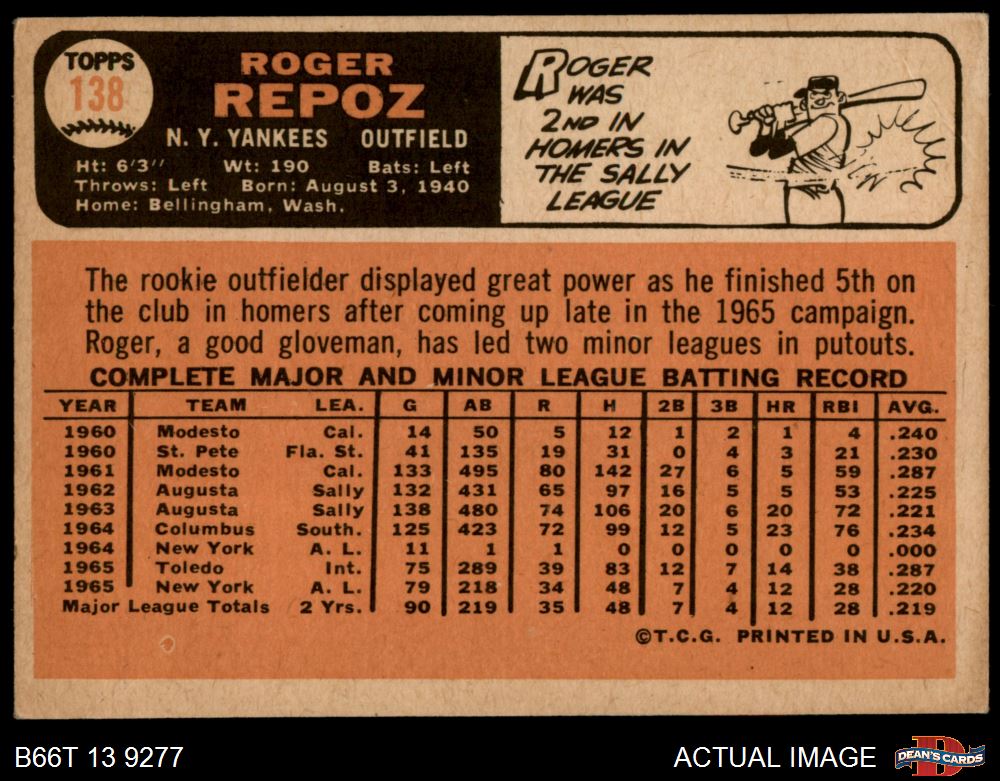 TOPPS
138
ROGER
REPOZ
N. Y. YANKEES OUTFIELD
Ht: 6'3" Wt: 190 Bats: Left
Throws: Left Born: August 3, 1940
Home: Bellingham, Wash.
ROGER
WAS
2ND IN
HOMERS IN
THE SALLY
LEAGUE
The rookie outfielder displayed great power as he finished 5th on
the club in homers after coming up late in the 1965 campaign.
Roger, a good gloveman, has led two minor leagues in putouts.
COMPLETE MAJOR AND MINOR LEAGUE BATTING RECORD
YEAR TEAM LEA. G AB R H 2B 3B HR RBI AVG.
1960 Modesto Cal. 14 50 5 12 1 2 1 4 .240
1960 St. Pete Fla. St. 41 135 19 31 0 4 3 21 .230
1961 Modesto Cal. 133 495 80 142 27 6 5 59 .287
1962 Augusta Sally 132 431 65 97 16 5 5 53 .225
1963 Augusta Sally 138 480 74 106 20 6 20 72 .221
1964 Columbus South. 125 423 72 99 12 5 23 76 .234
1964 New York A. L. 11 1 1 0 0 0 0 0 .000
1965 Toledo Int. 75 289 39 83 12 7 14 38 .287
1965 New York A. L. 79 218 34 48 7 4 12 28 .220
Major League Totals 2 Yrs. 90 219 35 48 7 4 12 28 .219
©T.C.G. PRINTED IN U.S.A.
B66T 13 9277 ACTUAL IMAGE
DEAN'S CARDS